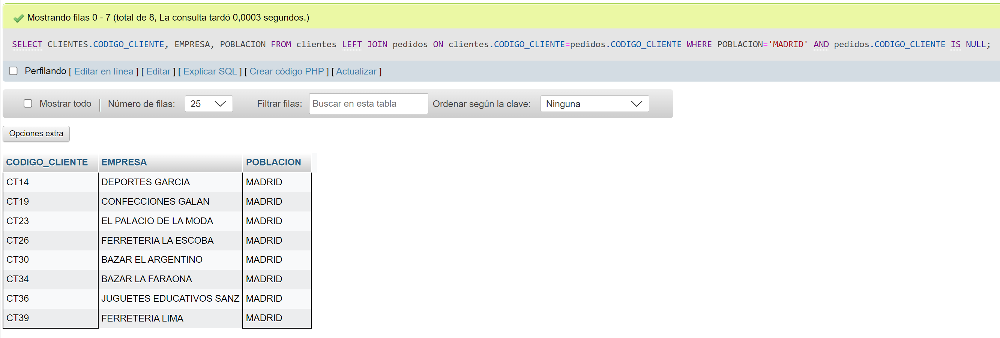 Mostrando filas 0 - 7 (total de 8, La consulta tardó 0,0003 segundos.)
SELECT CLIENTES.CODIGO_CLIENTE, EMPRESA, POBLACION FROM clientes LEFT JOIN pedidos ON clientes.CODIGO_CLIENTE=pedidos.CODIGO_CLIENTE WHERE POBLACION='MADRID' AND pedidos.CODIGO_CLIENTE IS NULL;
Perfilando [ Editar en línea ] [ Editar ] [ Explicar SQL ] [ Crear código PHP ] [ Actualizar ]
Mostrar todo | Número de filas: 25 Filtrar filas: Buscar en esta tabla Ordenar según la clave: Ninguna
Opciones extra
CODIGO_CLIENTE EMPRESA POBLACION
CT14 DEPORTES GARCIA MADRID
CT19 CONFECCIONES GALAN MADRID
CT23 EL PALACIO DE LA MODA MADRID
CT26 FERRETERIA LA ESCOBA MADRID
CT30 BAZAR EL ARGENTINO MADRID
CT34 BAZAR LA FARAONA MADRID
CT36 JUGUETES EDUCATIVOS SANZ MADRID
CT39 FERRETERIA LIMA MADRID